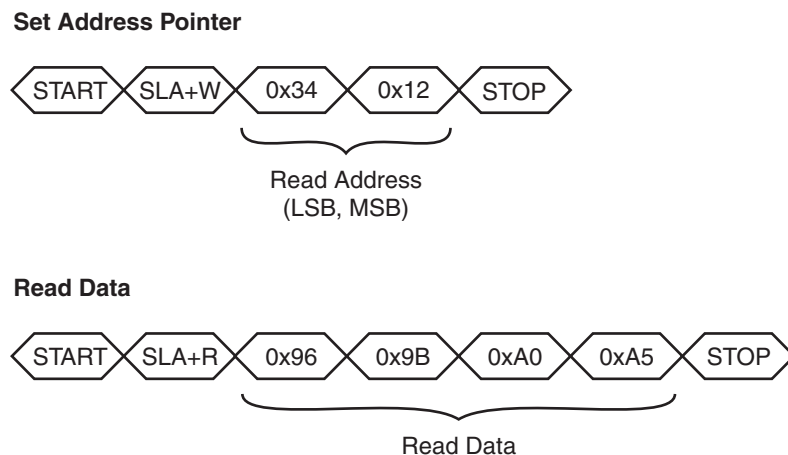 Set Address Pointer
START SLA+W 0x34 0x12 STOP
Read Address
(LSB, MSB)
Read Data
START SLA+R 0x96 0x9B 0xA0 0xA5 STOP
Read Data